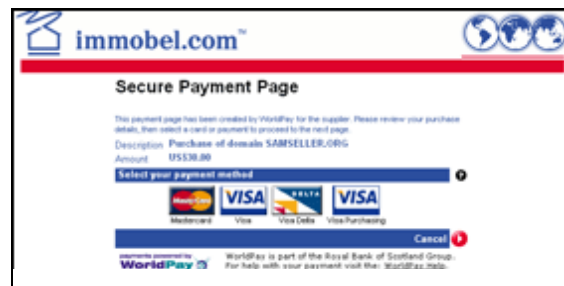 immobel.com™
Secure Payment Page
This payment page has been created by WorldPay for the supplier. Please review your purchase
details, then select a card or payment to proceed to the next page.
Description Purchase of domain SAMSELLER.ORG
Amount US$30.00
Select your payment method
MasterCard
VISA
DELTA
VISA
Mastercard Visa Visa Delta Visa Purchasing
Cancel
payments powered by
WorldPay
WorldPay is part of the Royal Bank of Scotland Group.
For help with your payment visit the: WorldPay Help.